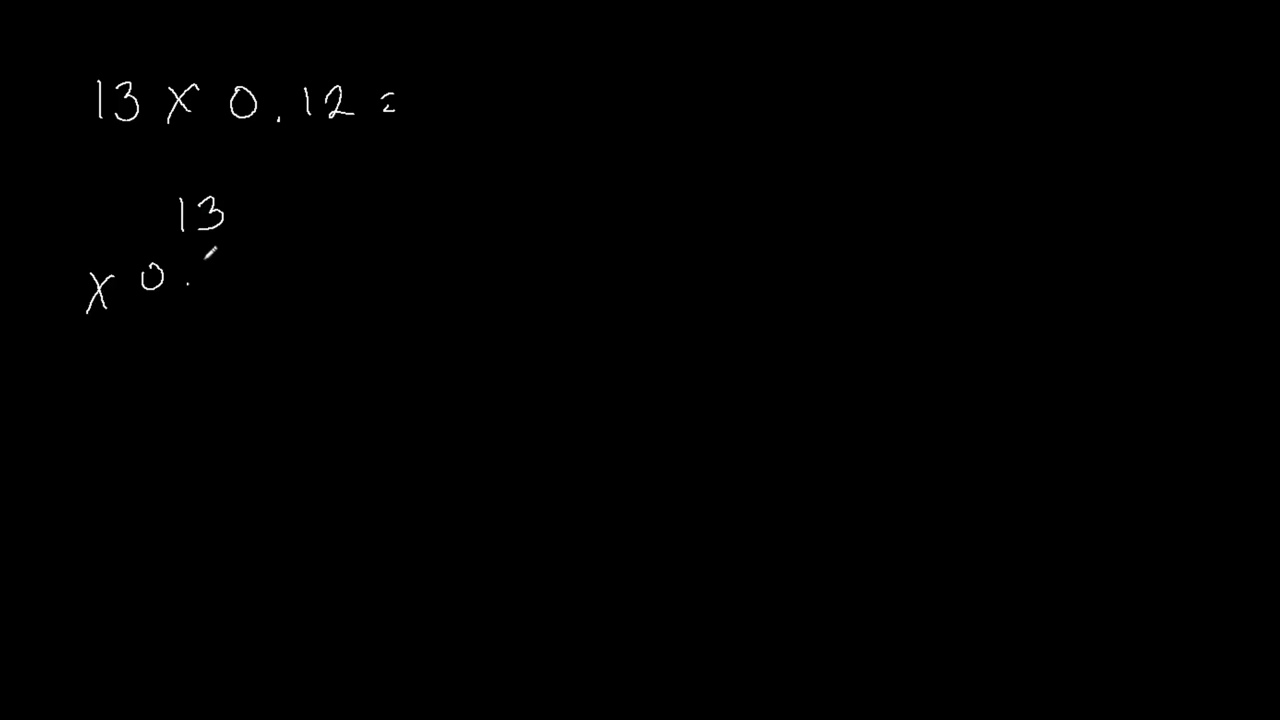 13 x 0.12 =
13
x 0.